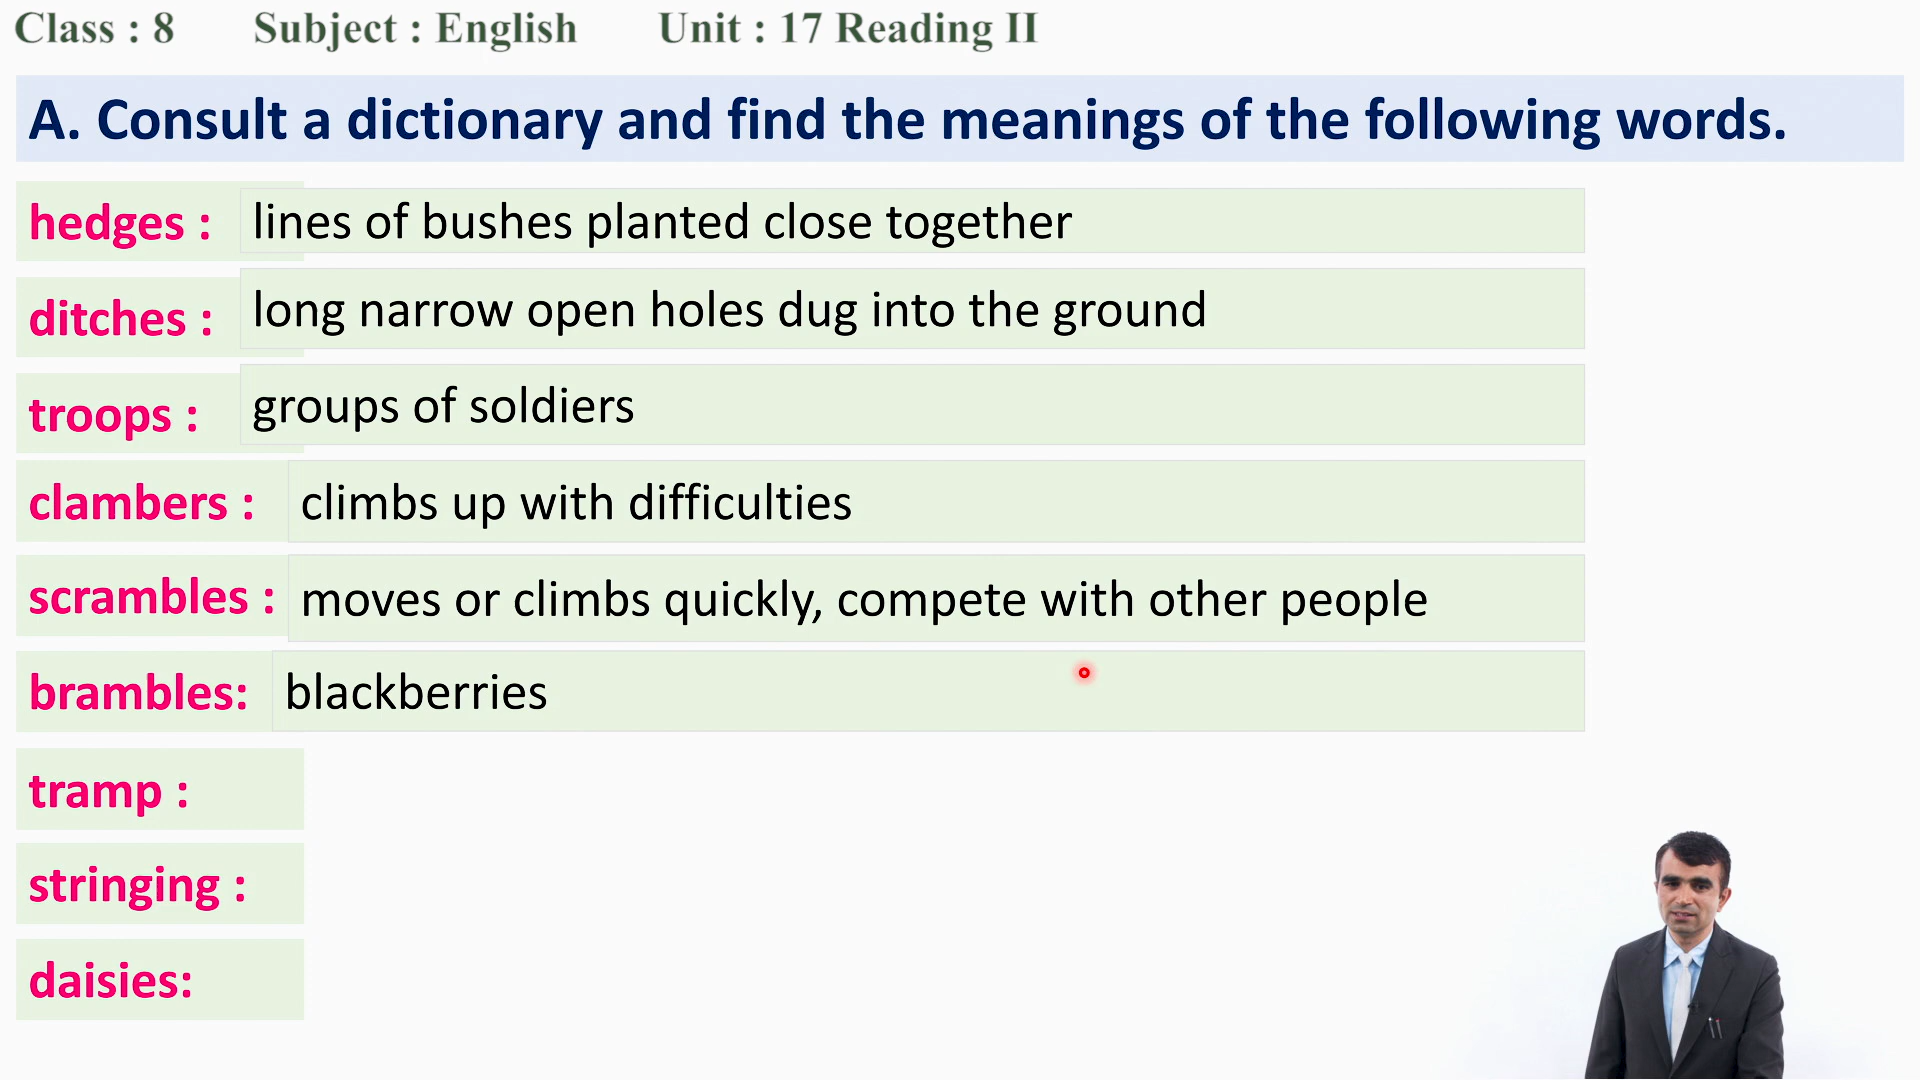 Class : 8 Subject : English Unit : 17 Reading II
A. Consult a dictionary and find the meanings of the following words.
hedges : lines of bushes planted close together
ditches : long narrow open holes dug into the ground
troops : groups of soldiers
clambers : climbs up with difficulties
scrambles : moves or climbs quickly, compete with other people
brambles: blackberries
tramp :
stringing :
daisies: